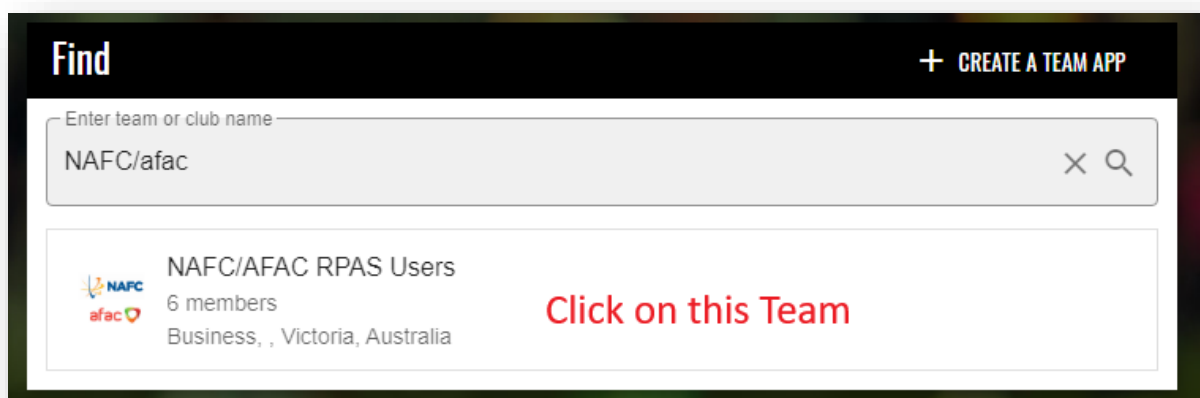 Find
+ CREATE A TEAM APP
Enter team or club name
NAFC/afac
NAFC/AFAC RPAS Users
NAFC
6 members
afac
Click on this Team
Business, , Victoria, Australia